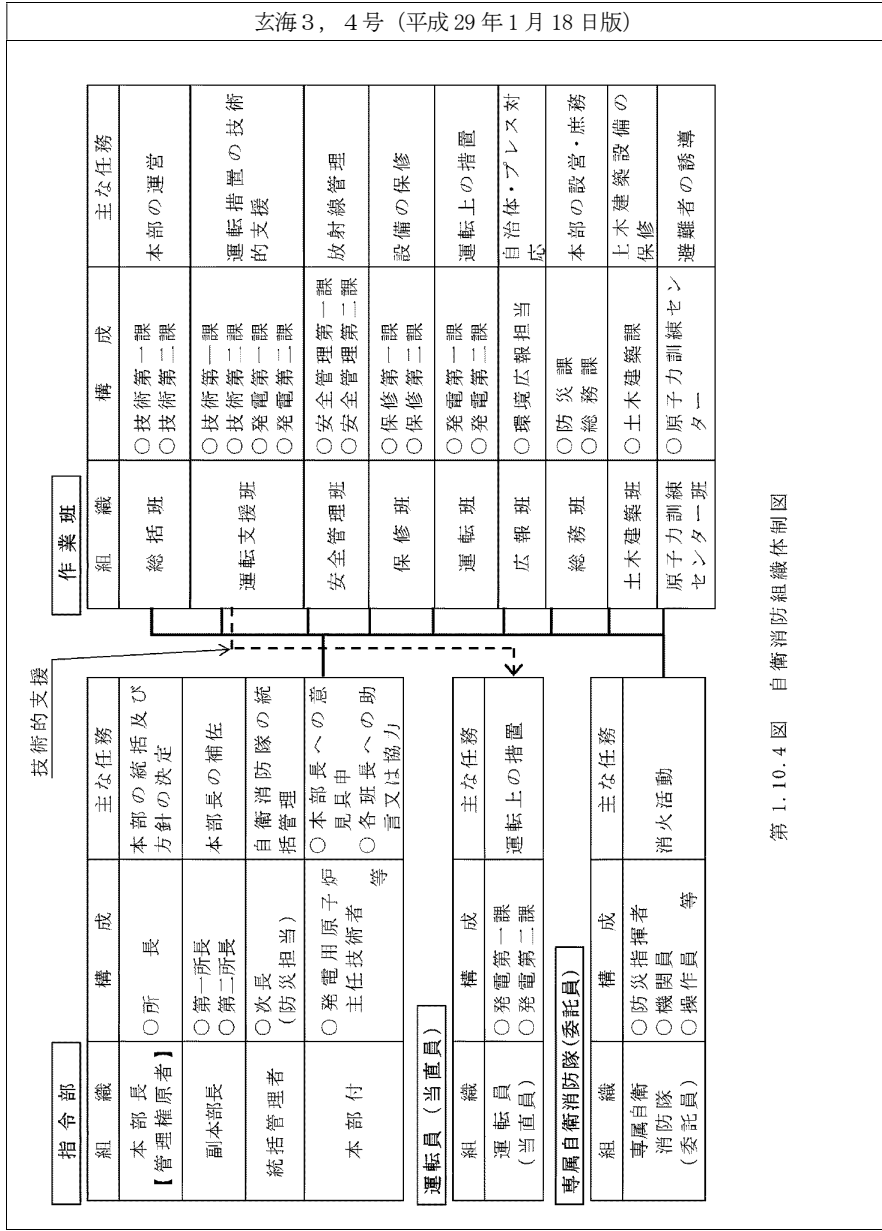 玄海３，４号（平成 29 年 1 月 18 日版）
指令部
組織 構成 主な任務
本部長
【管理権原者】
○所長
本部の統括及び
方針の決定
副本部長
○第一所長
○第二所長
本部長の補佐
統括管理者
○次長
（防災担当）
自衛消防隊の統
括管理
本部付
○発電用原子炉
主任技術者
等
○本部長への意
見具申
○各班長への助
言又は協力
運転員（当直員）
組織 構成 主な任務
運転員
（当直員）
○発電第一課
○発電第二課
運転上の措置
専属自衛消防隊（委託員）
組織 構成 主な任務
専属自衛
消防隊
（委託員）
○防災指揮者
○機関員
○操作員 等
消火活動
技術的支援
作業班
組織 構成 主な任務
総括班
○技術第一課
○技術第二課
本部の運営
運転支援班
○技術第一課
○技術第二課
○発電第一課
○発電第二課
運転措置の技術
的支援
安全管理班
○安全管理第一課
○安全管理第二課
放射線管理
保修班
○保修第一課
○保修第二課
設備の保修
運転班
○発電第一課
○発電第二課
運転上の措置
広報班
○環境広報担当
自治体・プレス対
応
総務班
○防災課
○総務課
本部の設営・庶務
土木建築班
○土木建築課
土木建築設備の
保修
原子力訓練
センター班
○原子力訓練セン
ター
避難者の誘導
第 1.10.4 図 自衛消防組織体制図